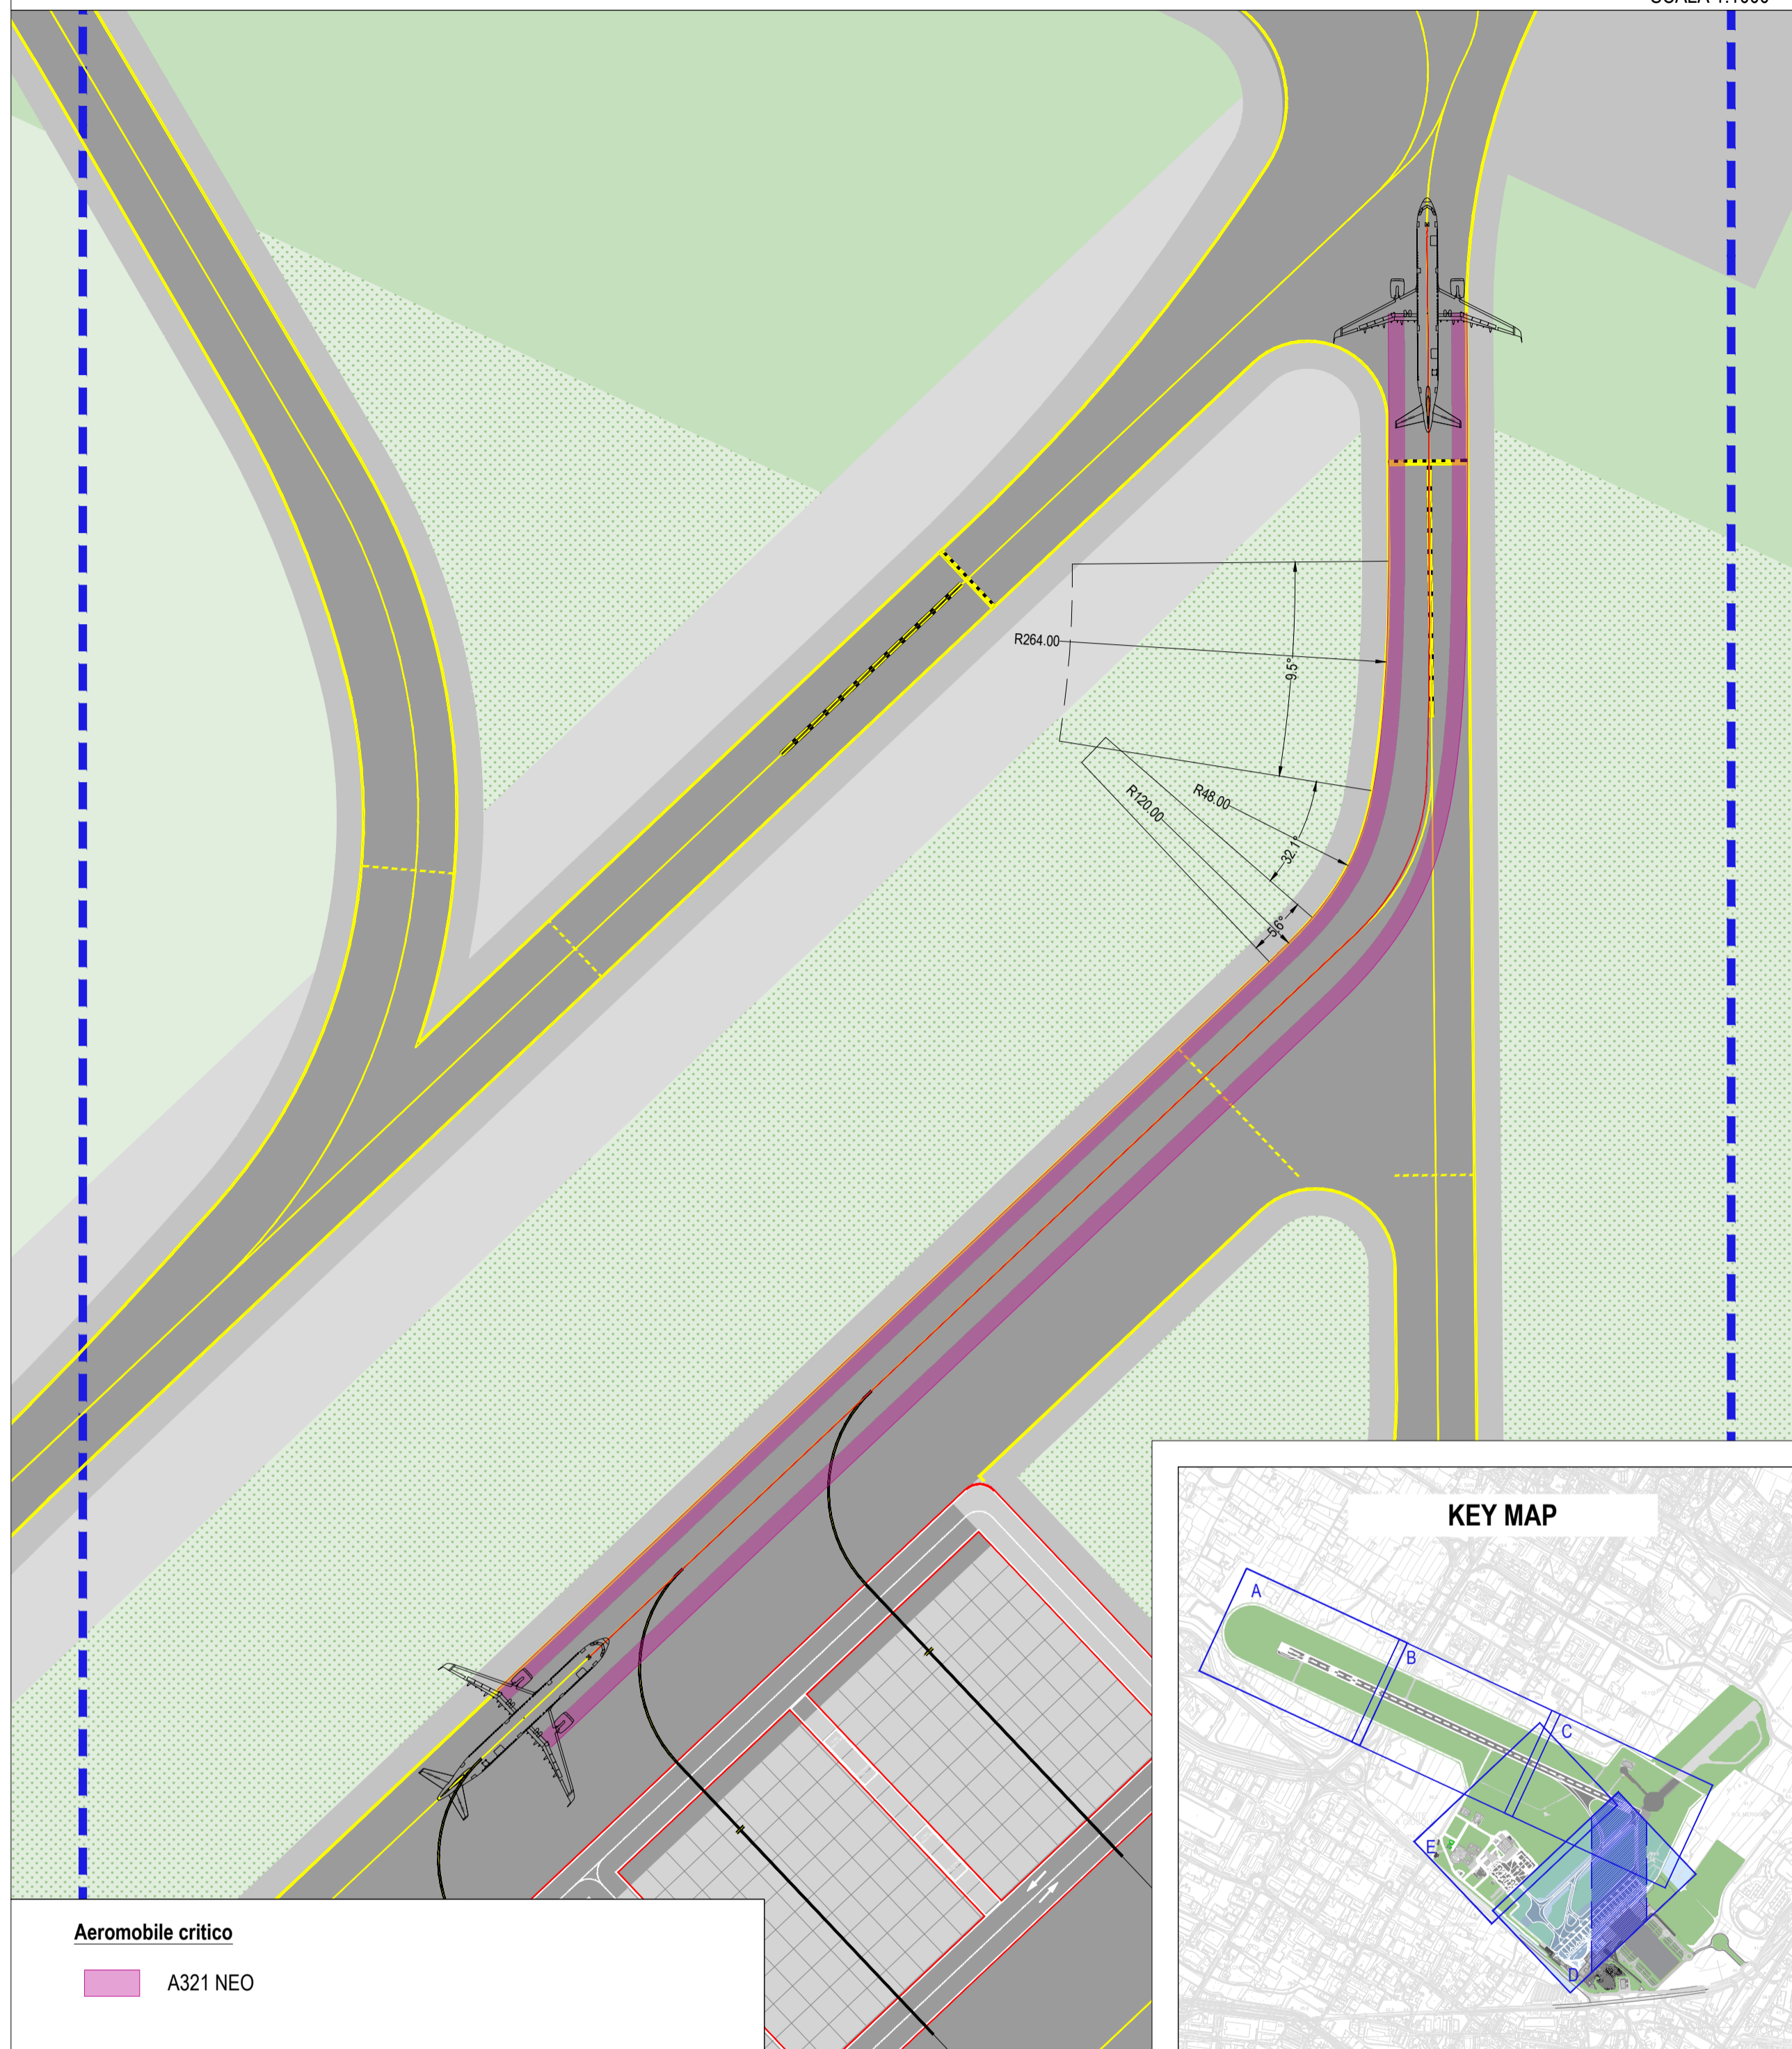 R264.00
9.5°
R48.00
R120.00
32.1°
5.6°
KEY MAP
A
B
C
E
D
Aeromobile critico
A321 NEO